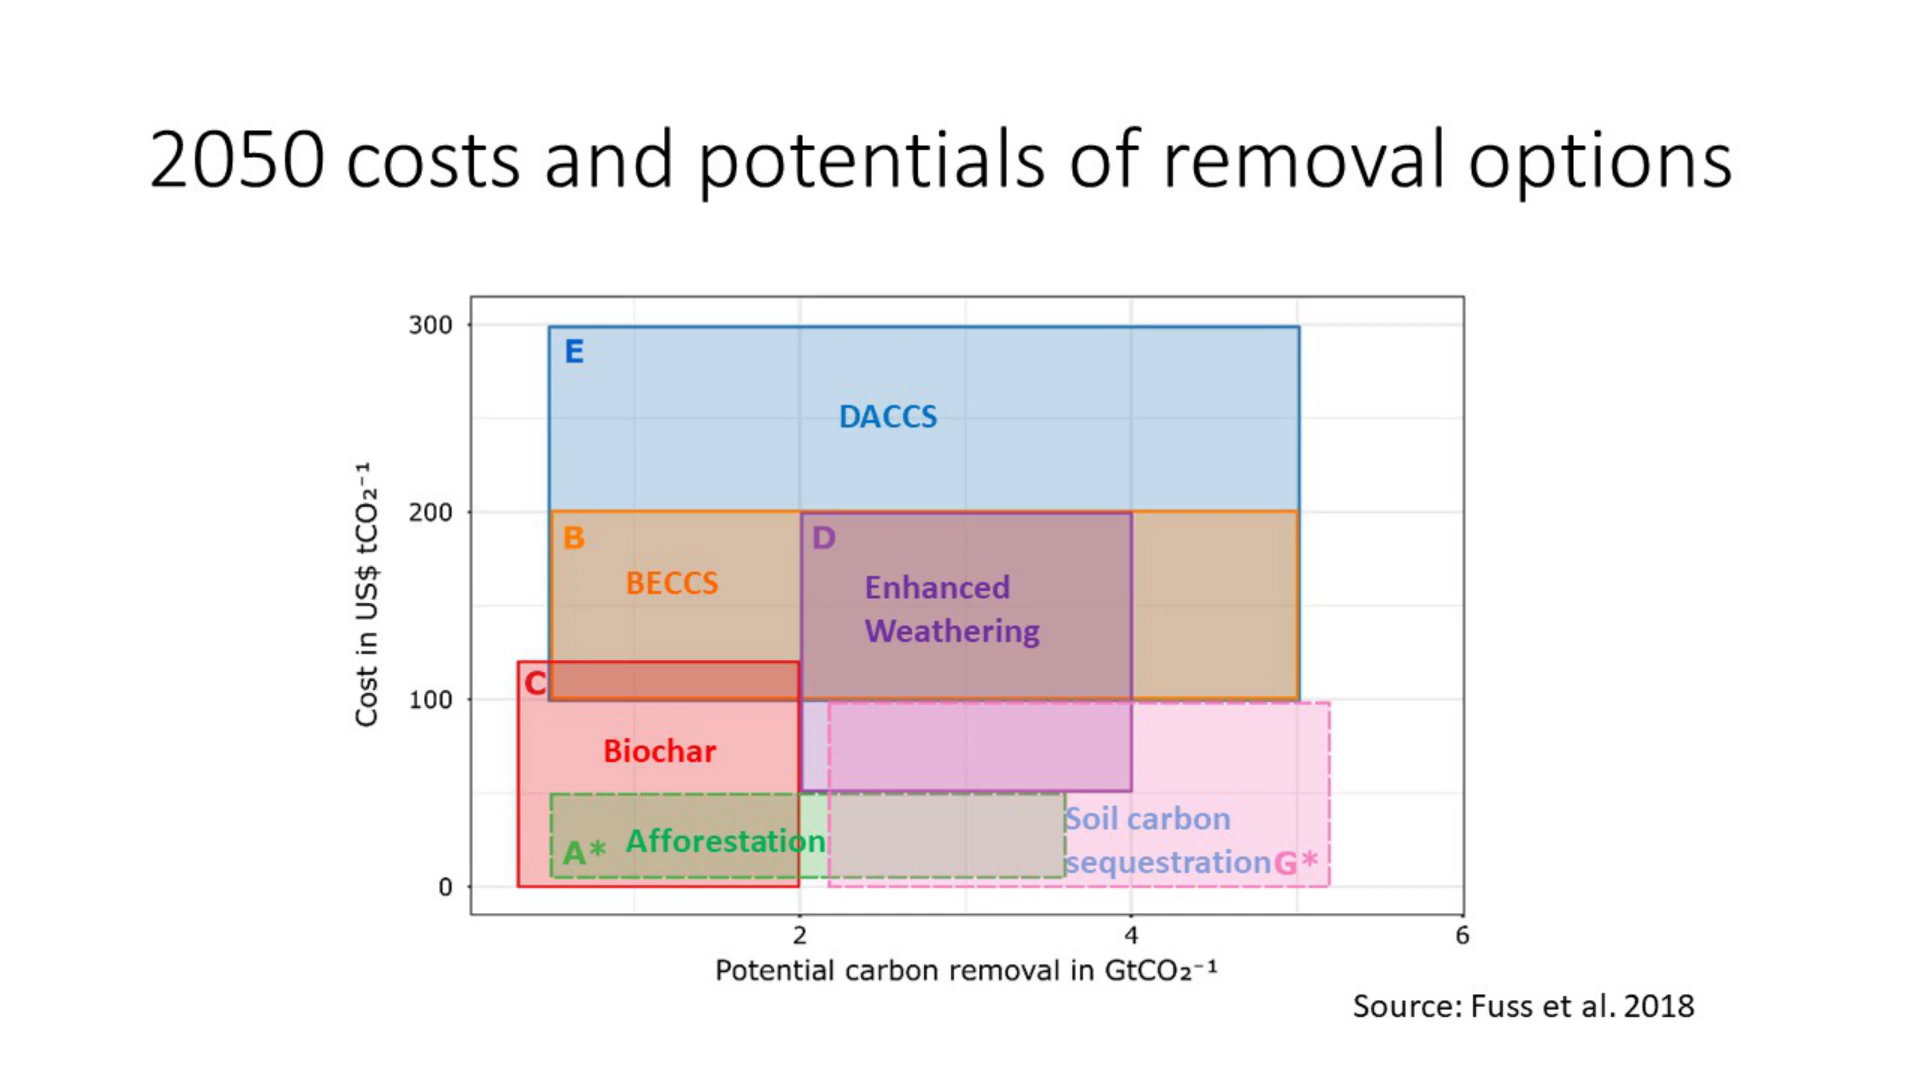 2050 costs and potentials of removal options
Cost in US$ tCO₂⁻¹
300
200
100
0
E
DACCS
B
BECCS
D
Enhanced
Weathering
C
Biochar
A*
Afforestation
Soil carbon
sequestration
G*
2
4
6
Potential carbon removal in GtCO₂⁻¹
Source: Fuss et al. 2018